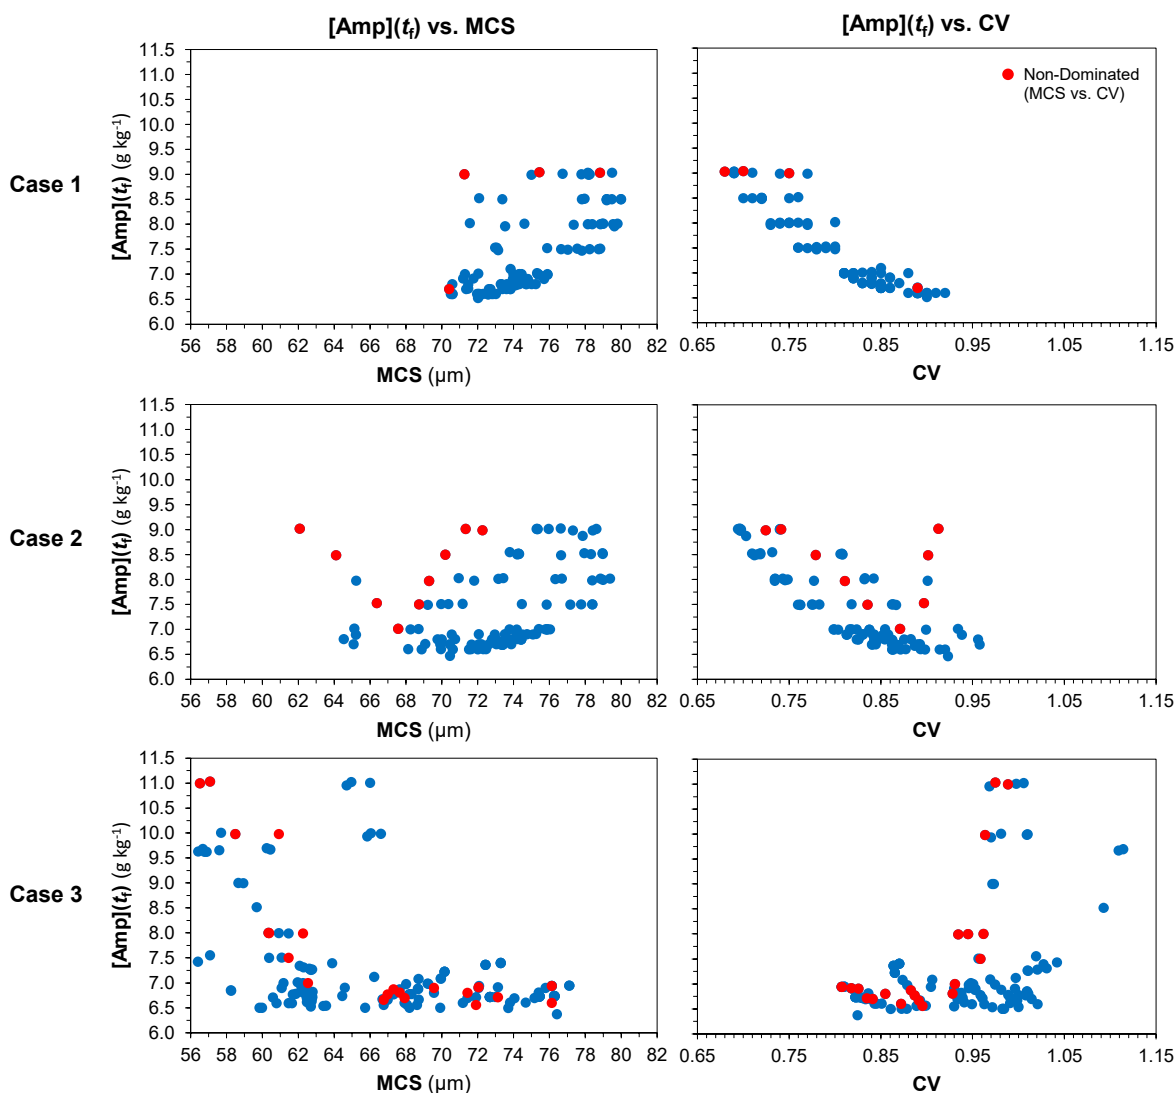 [Amp](t_f) vs. MCS
[Amp](t_f) vs. CV
Case 1
[Amp](t_f) (g kg⁻¹)
11.5
11.0
10.5
10.0
9.5
9.0
8.5
8.0
7.5
7.0
6.5
6.0
56 58 60 62 64 66 68 70 72 74 76 78 80 82
MCS (µm)
Non-Dominated
(MCS vs. CV)
0.65 0.75 0.85 0.95 1.05 1.15
CV
Case 2
[Amp](t_f) (g kg⁻¹)
11.5
11.0
10.5
10.0
9.5
9.0
8.5
8.0
7.5
7.0
6.5
6.0
56 58 60 62 64 66 68 70 72 74 76 78 80 82
MCS (µm)
0.65 0.75 0.85 0.95 1.05 1.15
CV
Case 3
[Amp](t_f) (g kg⁻¹)
11.5
11.0
10.5
10.0
9.5
9.0
8.5
8.0
7.5
7.0
6.5
6.0
56 58 60 62 64 66 68 70 72 74 76 78 80 82
MCS (µm)
0.65 0.75 0.85 0.95 1.05 1.15
CV